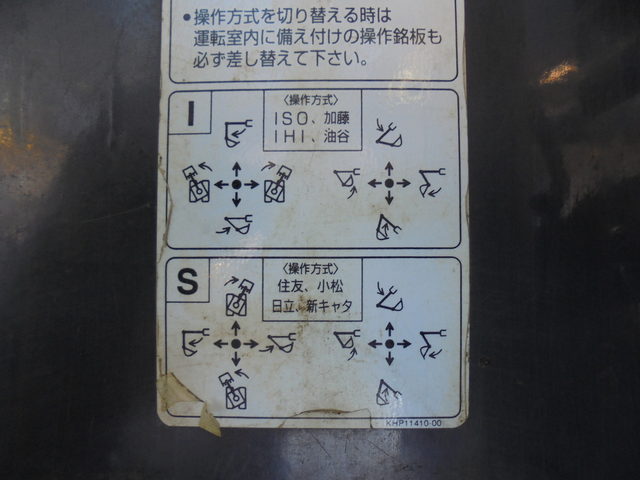 •操作方式を切り替える時は
運転室内に備え付けの操作銘板も
必ず差し替えて下さい。
I
〈操作方式〉
ISO、加藤
IHI、油谷
S
〈操作方式〉
住友、小松
日立、新キャタ
KHP11410-00